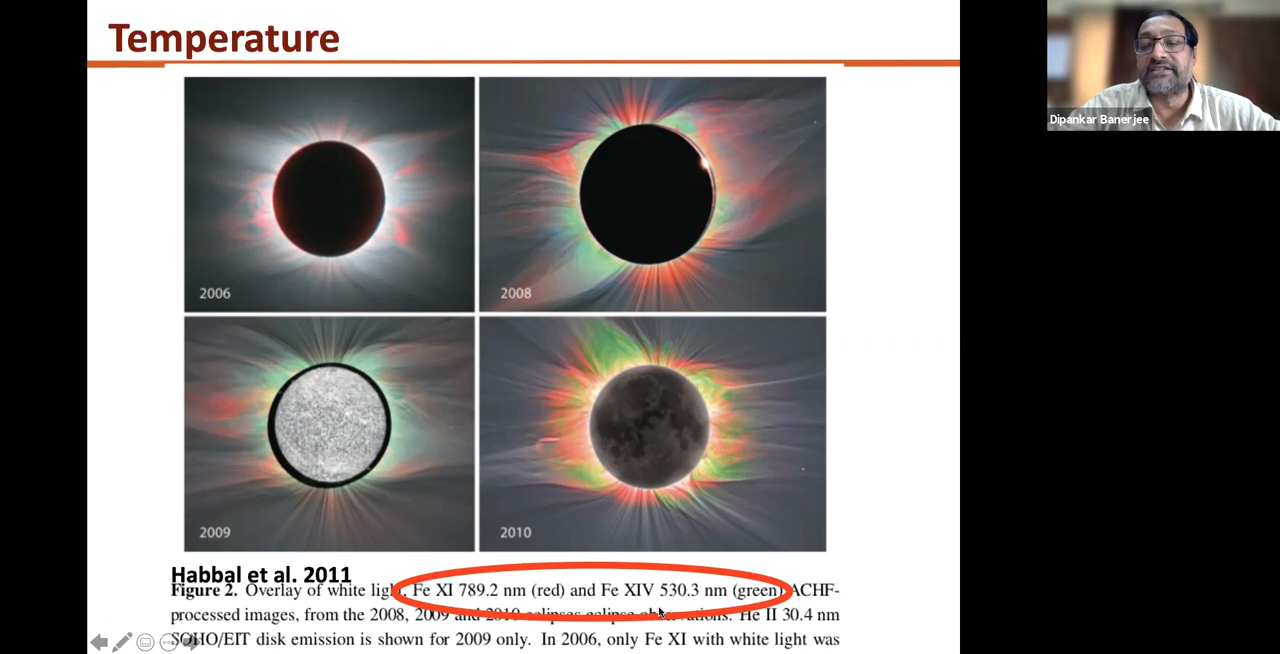 Temperature
Dipankar Banerjee
2006
2008
2009
2010
Habbal et al. 2011
Figure 2. Overlay of white light, Fe XI 789.2 nm (red) and Fe XIV 530.3 nm (green) ACHF-
processed images, from the 2008, 2009 and 2010 eclipses eclipse observations. He II 30.4 nm
SOHO/EIT disk emission is shown for 2009 only. In 2006, only Fe XI with white light was